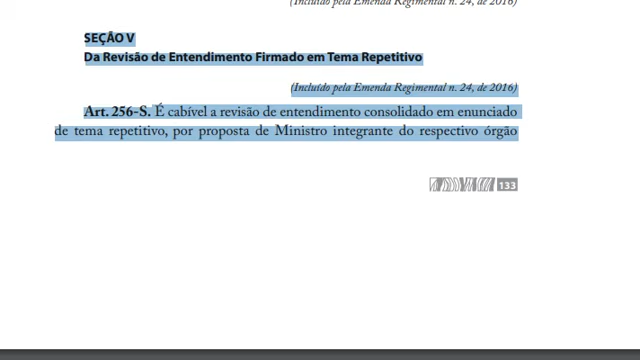 (Incluído pela Emenda Regimental n. 24, de 2016)
SEÇÃO V
Da Revisão de Entendimento Firmado em Tema Repetitivo
(Incluído pela Emenda Regimental n. 24, de 2016)
Art. 256-S. É cabível a revisão de entendimento consolidado em enunciado
de tema repetitivo, por proposta de Ministro integrante do respectivo órgão
133